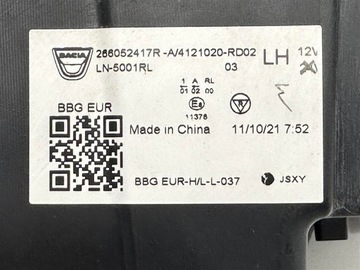 DACIA
266052417R-A/4121020-RD02 LH 12V
LN-5001RL 03
1 A RL
01 02 00
BBG EUR
11376
Made in China 11/10/21 7:52
BBG EUR-H/L-L-037 JSXY